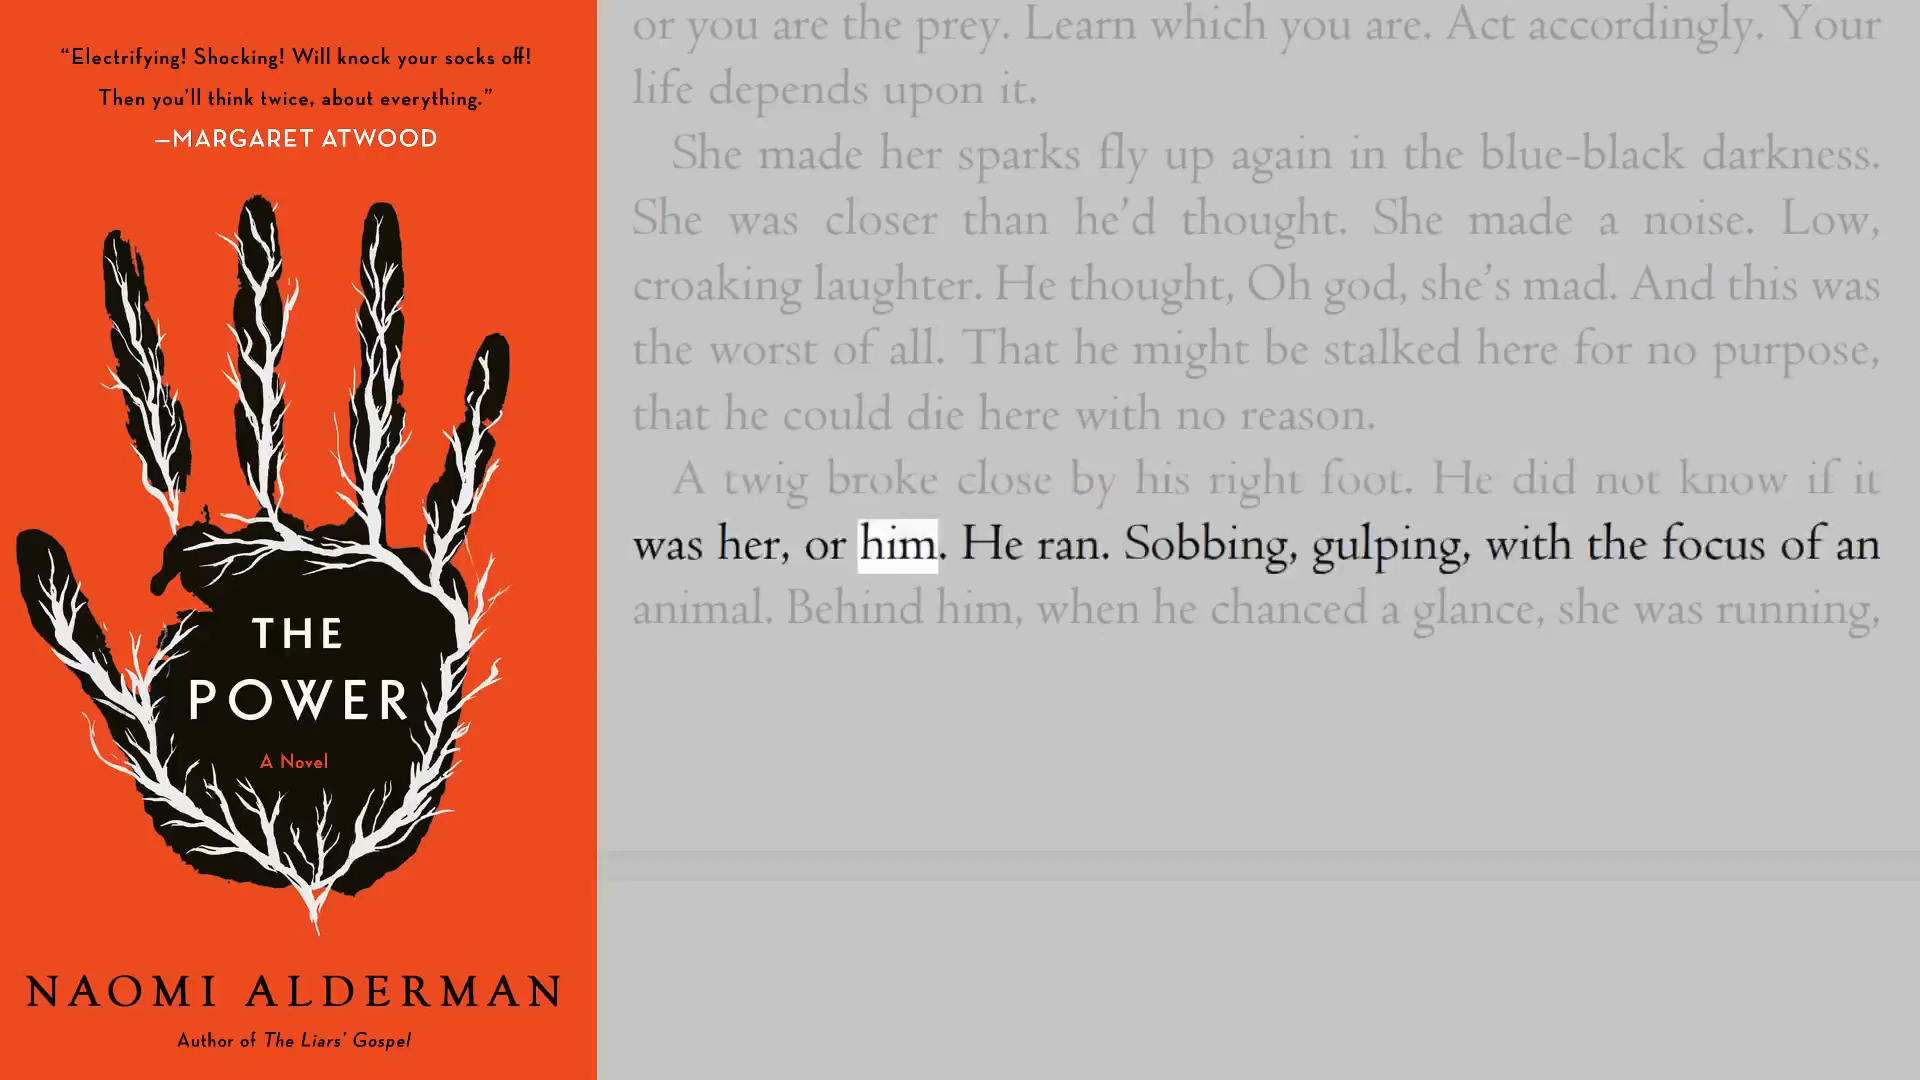 “Electrifying! Shocking! Will knock your socks off!
Then you’ll think twice, about everything.”
—MARGARET ATWOOD
THE
POWER
A Novel
NAOMI ALDERMAN
Author of The Liars’ Gospel
or you are the prey. Learn which you are. Act accordingly. Your
life depends upon it.
She made her sparks fly up again in the blue-black darkness.
She was closer than he’d thought. She made a noise. Low,
croaking laughter. He thought, Oh god, she’s mad. And this was
the worst of all. That he might be stalked here for no purpose,
that he could die here with no reason.
A twig broke close by his right foot. He did not know if it
was her, or him. He ran. Sobbing, gulping, with the focus of an
animal. Behind him, when he chanced a glance, she was running,